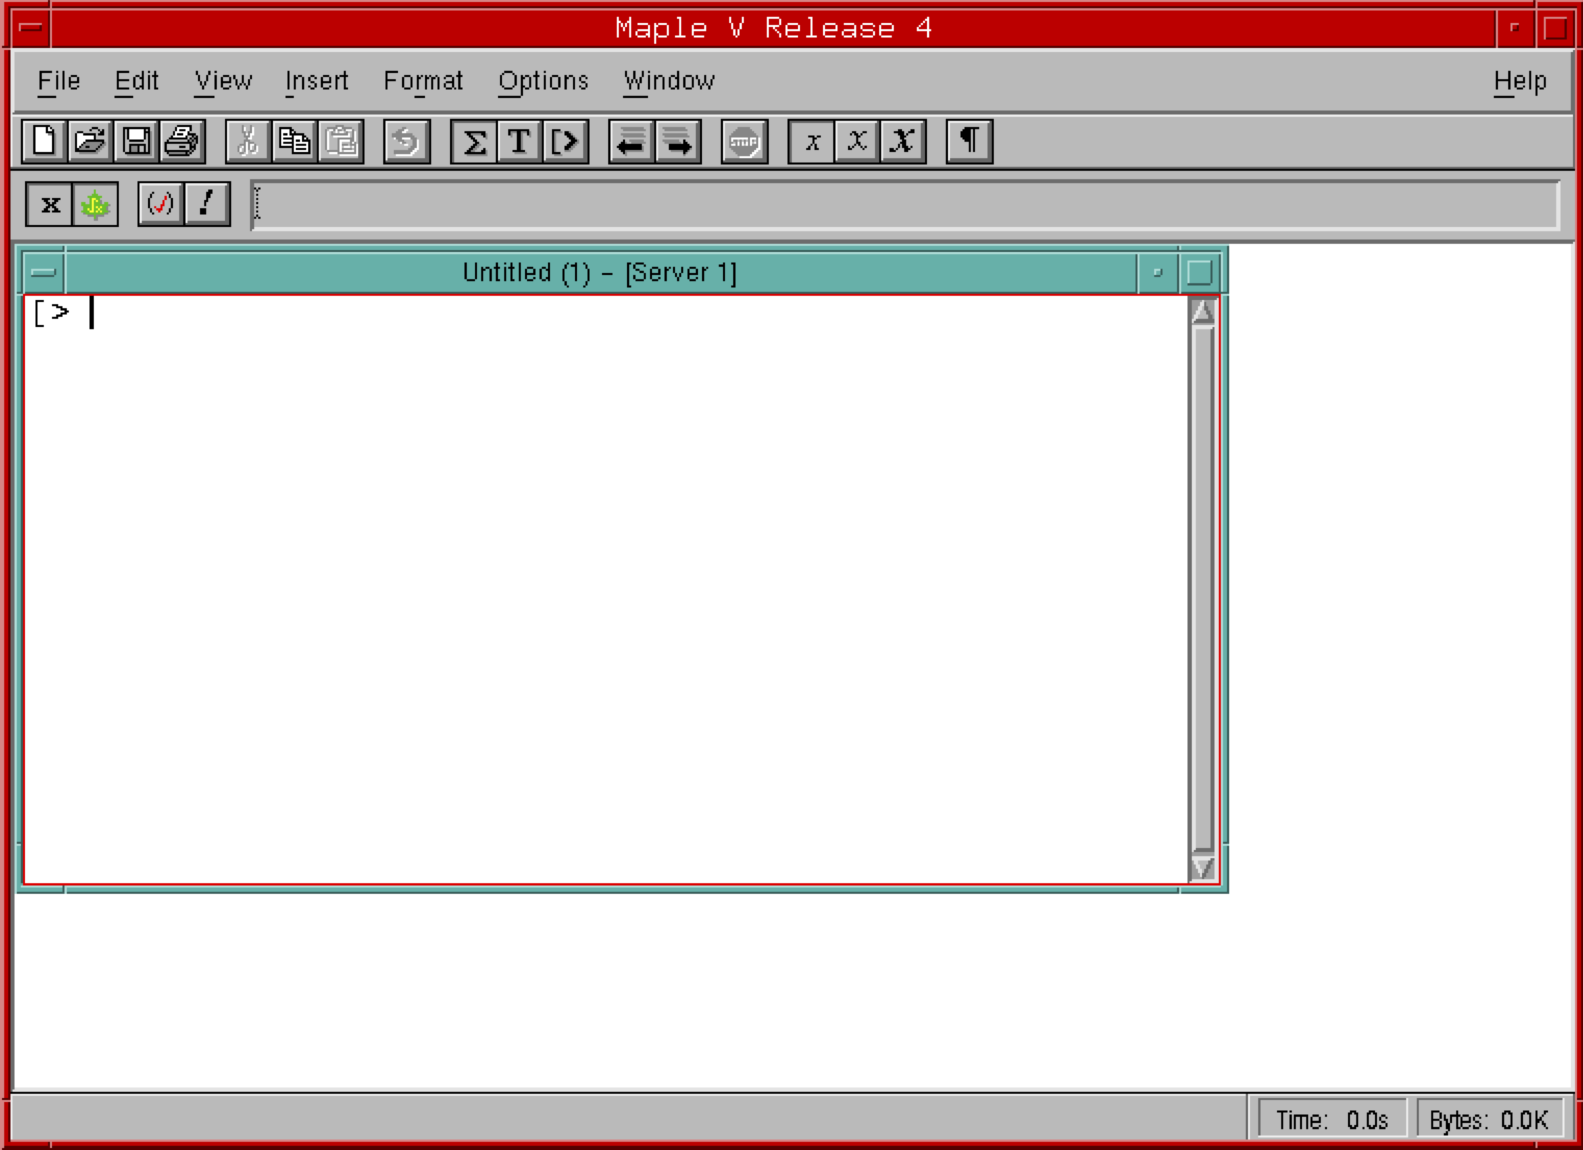 Maple V Release 4
File Edit View Insert Format Options Window Help
Σ T [> STOP x x x ¶
x (√) !
Untitled (1) – [Server 1]
[>
Time: 0.0s Bytes: 0.0K